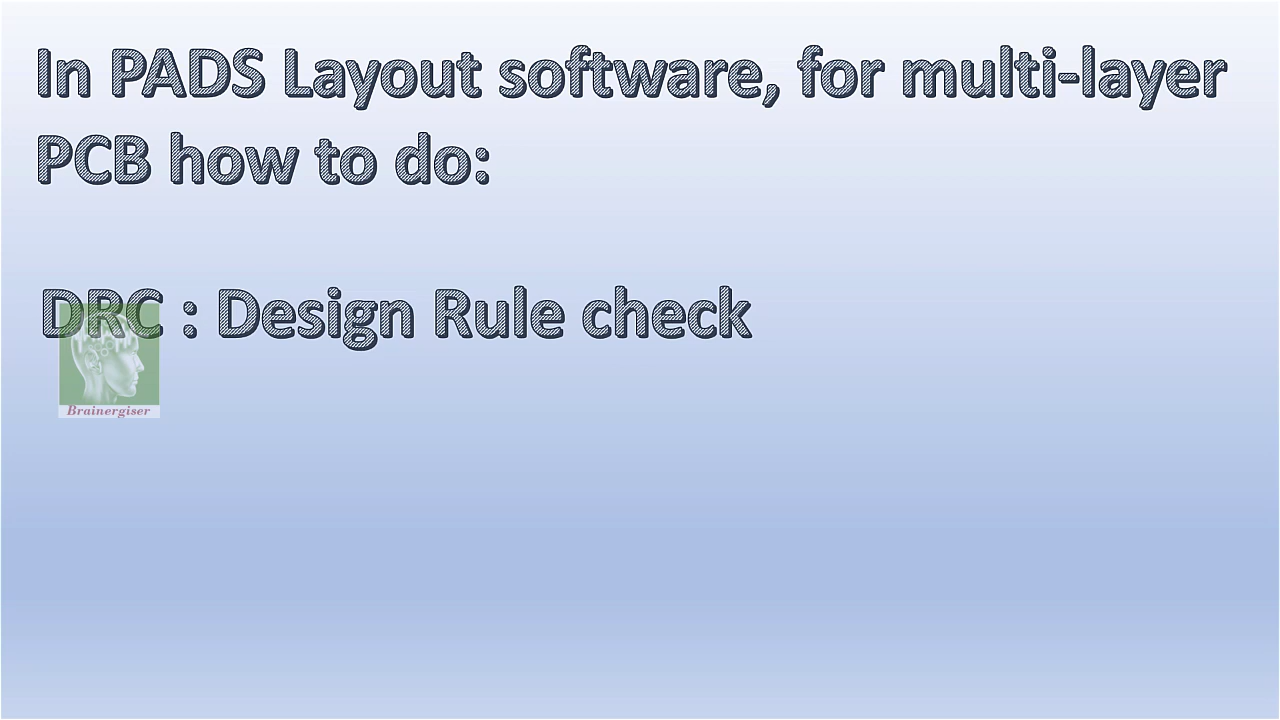 In PADS Layout software, for multi-layer
PCB how to do:
DRC : Design Rule check
Brainergiser